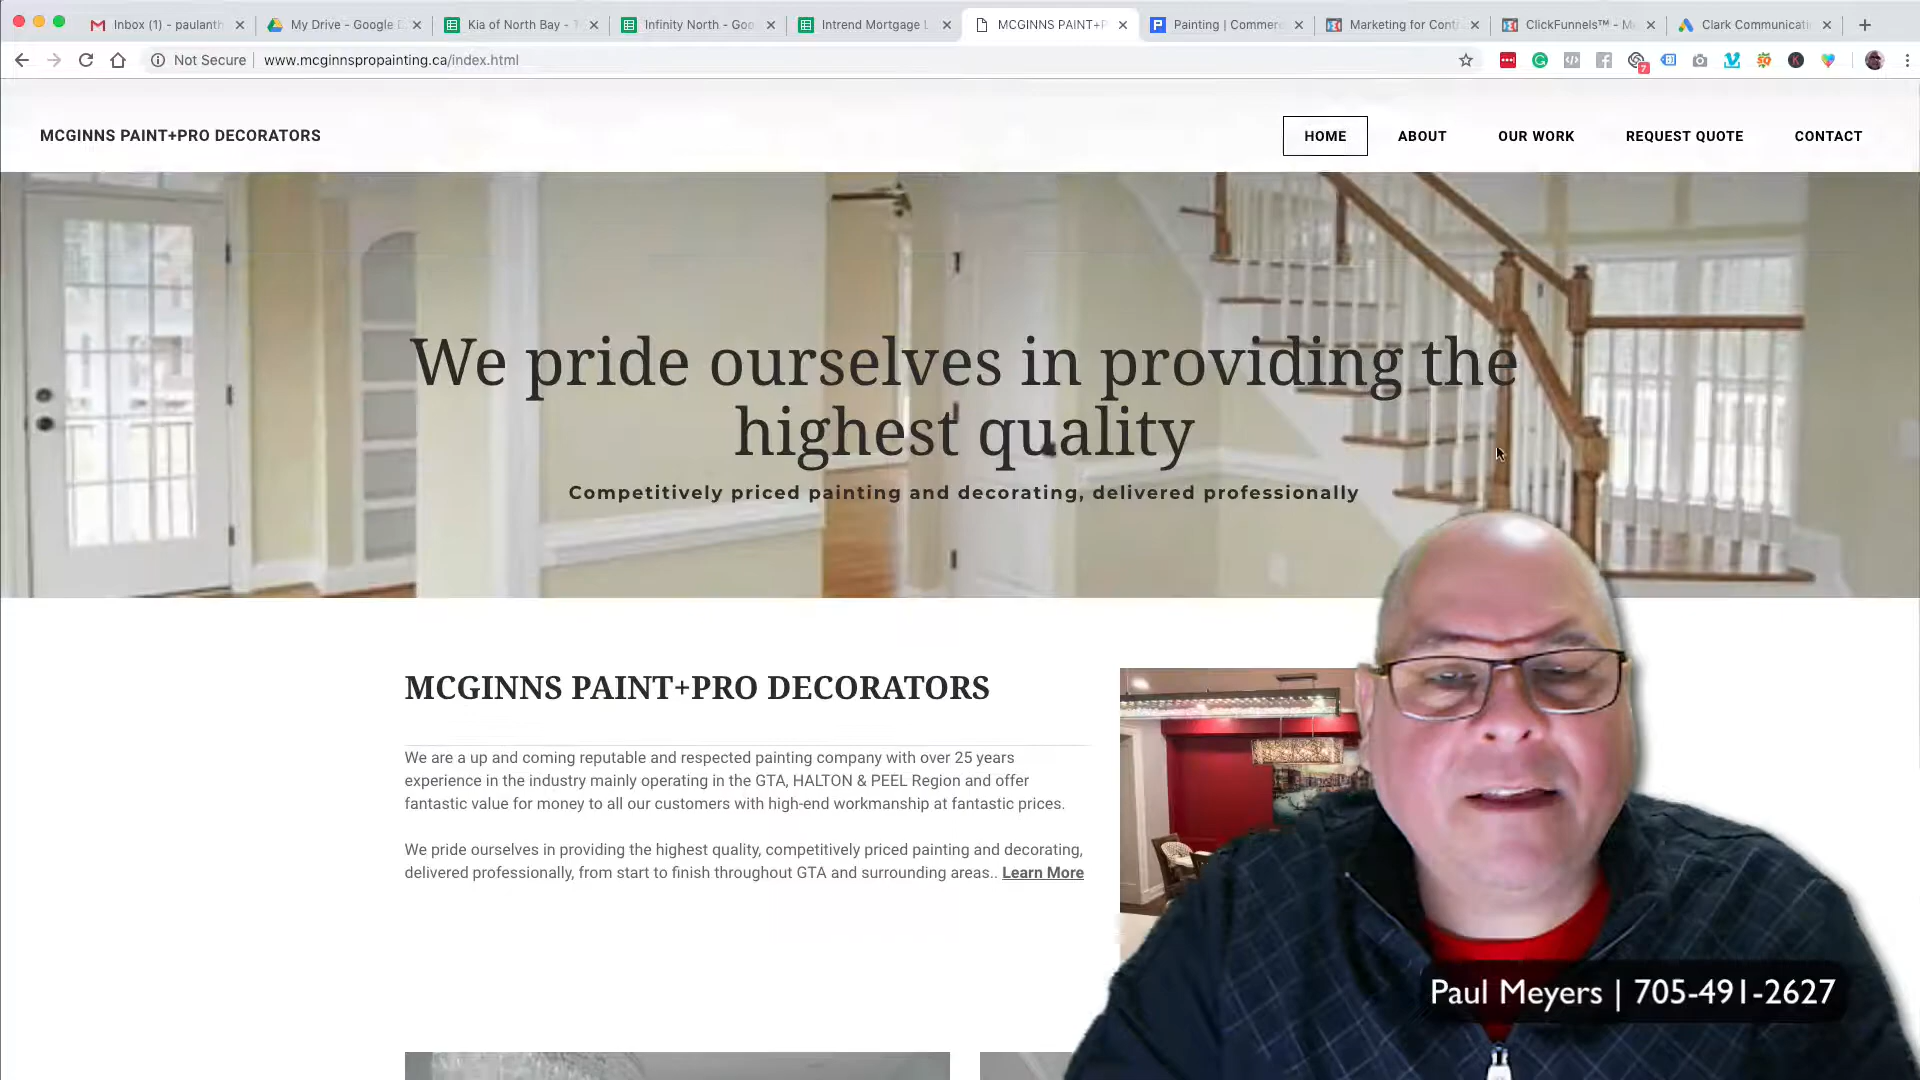 Inbox (1) - paulanth
My Drive - Google D
Kia of North Bay - T
Infinity North - Goo
Intrend Mortgage L
MCGINNS PAINT+P
Painting | Commerc
Marketing for Contr
ClickFunnels™ - M
Clark Communicati
Not Secure www.mcginnspropainting.ca/index.html
7
MCGINNS PAINT+PRO DECORATORS
HOME ABOUT OUR WORK REQUEST QUOTE CONTACT
We pride ourselves in providing the
highest quality
Competitively priced painting and decorating, delivered professionally
MCGINNS PAINT+PRO DECORATORS
We are a up and coming reputable and respected painting company with over 25 years
experience in the industry mainly operating in the GTA, HALTON & PEEL Region and offer
fantastic value for money to all our customers with high-end workmanship at fantastic prices.
We pride ourselves in providing the highest quality, competitively priced painting and decorating,
delivered professionally, from start to finish throughout GTA and surrounding areas.. Learn More
Paul Meyers | 705-491-2627